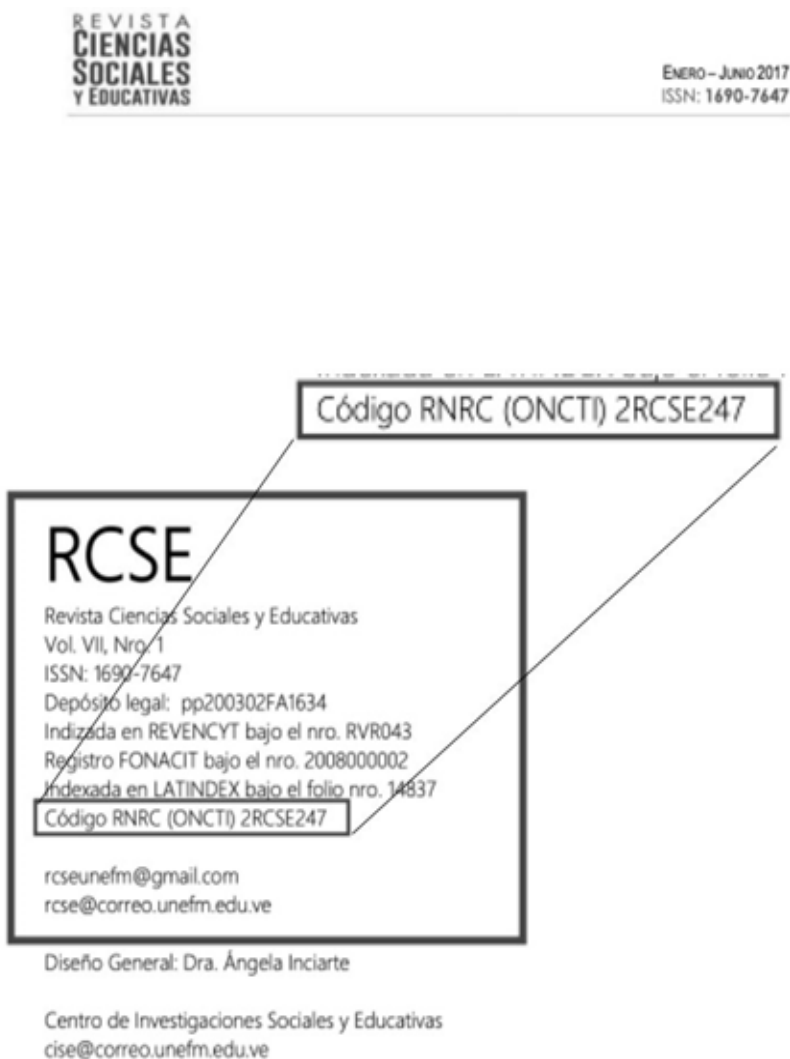 REVISTA
CIENCIAS
SOCIALES
Y EDUCATIVAS
ENERO – JUNIO 2017
ISSN: 1690-7647
Código RNRC (ONCTI) 2RCSE247
RCSE
Revista Ciencias Sociales y Educativas
Vol. VII, Nro. 1
ISSN: 1690-7647
Depósito legal: pp200302FA1634
Indizada en REVENCYT bajo el nro. RVR043
Registro FONACIT bajo el nro. 2008000002
Indexada en LATINDEX bajo el folio nro. 14837
Código RNRC (ONCTI) 2RCSE247
rcseunefm@gmail.com
rcse@correo.unefm.edu.ve
Diseño General: Dra. Ángela Inciarte
Centro de Investigaciones Sociales y Educativas
cise@correo.unefm.edu.ve